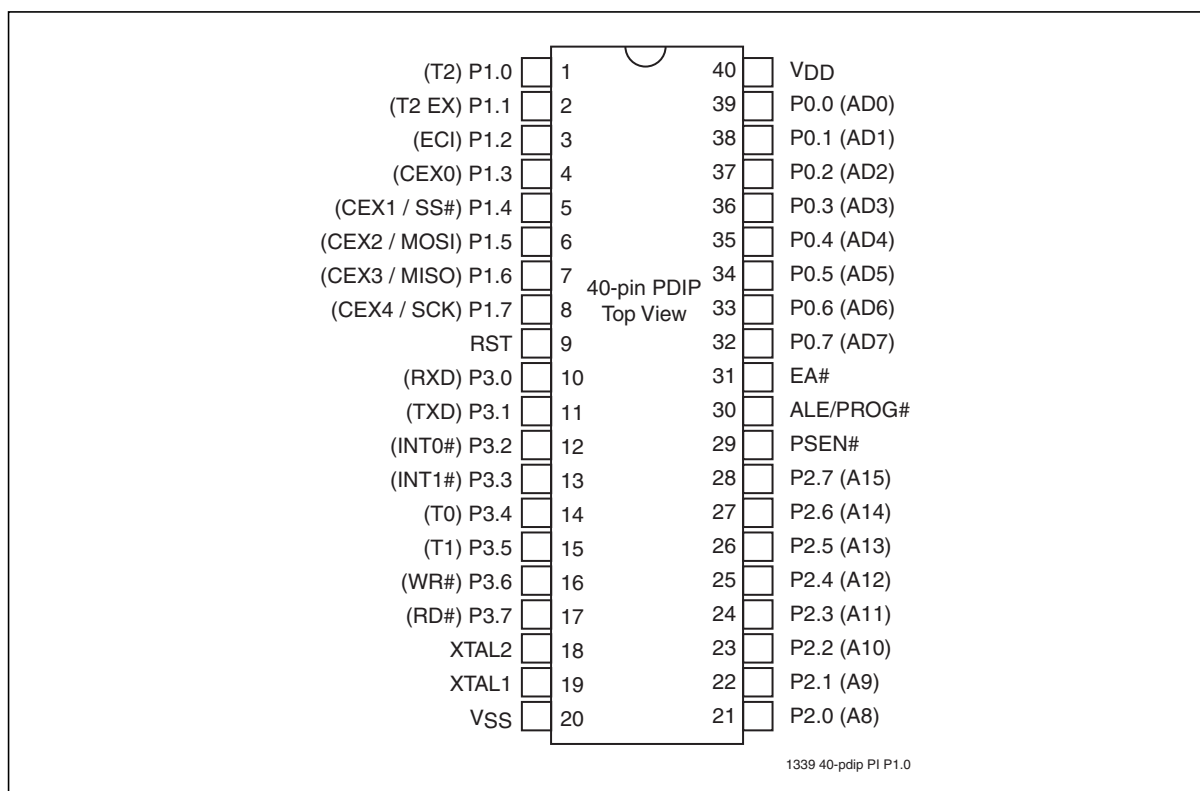 (T2) P1.0 1 40 VDD
(T2 EX) P1.1 2 39 P0.0 (AD0)
(ECI) P1.2 3 38 P0.1 (AD1)
(CEX0) P1.3 4 37 P0.2 (AD2)
(CEX1 / SS#) P1.4 5 36 P0.3 (AD3)
(CEX2 / MOSI) P1.5 6 35 P0.4 (AD4)
(CEX3 / MISO) P1.6 7 34 P0.5 (AD5)
40-pin PDIP
(CEX4 / SCK) P1.7 8 Top View 33 P0.6 (AD6)
RST 9 32 P0.7 (AD7)
(RXD) P3.0 10 31 EA#
(TXD) P3.1 11 30 ALE/PROG#
(INT0#) P3.2 12 29 PSEN#
(INT1#) P3.3 13 28 P2.7 (A15)
(T0) P3.4 14 27 P2.6 (A14)
(T1) P3.5 15 26 P2.5 (A13)
(WR#) P3.6 16 25 P2.4 (A12)
(RD#) P3.7 17 24 P2.3 (A11)
XTAL2 18 23 P2.2 (A10)
XTAL1 19 22 P2.1 (A9)
VSS 20 21 P2.0 (A8)
1339 40-pdip PI P1.0